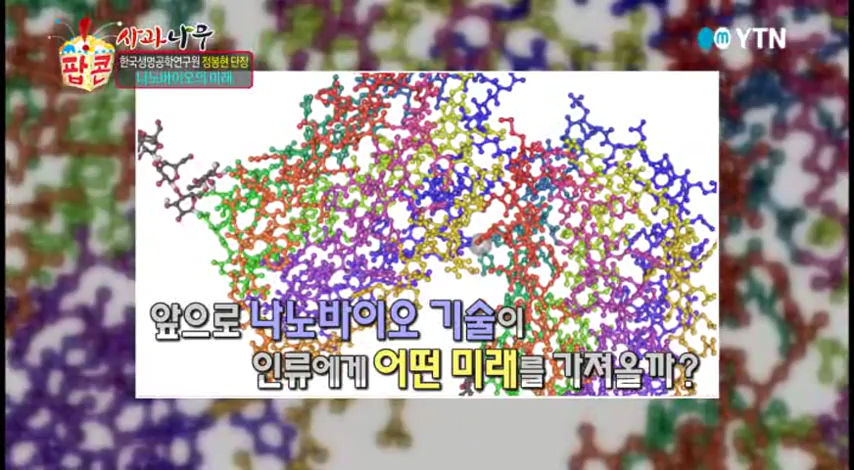 사과나무
팝콘
한국생명공학연구원 정봉현 단장
나노바이오의 미래
m YTN
앞으로 나노바이오 기술이
인류에게 어떤 미래를 가져올까?